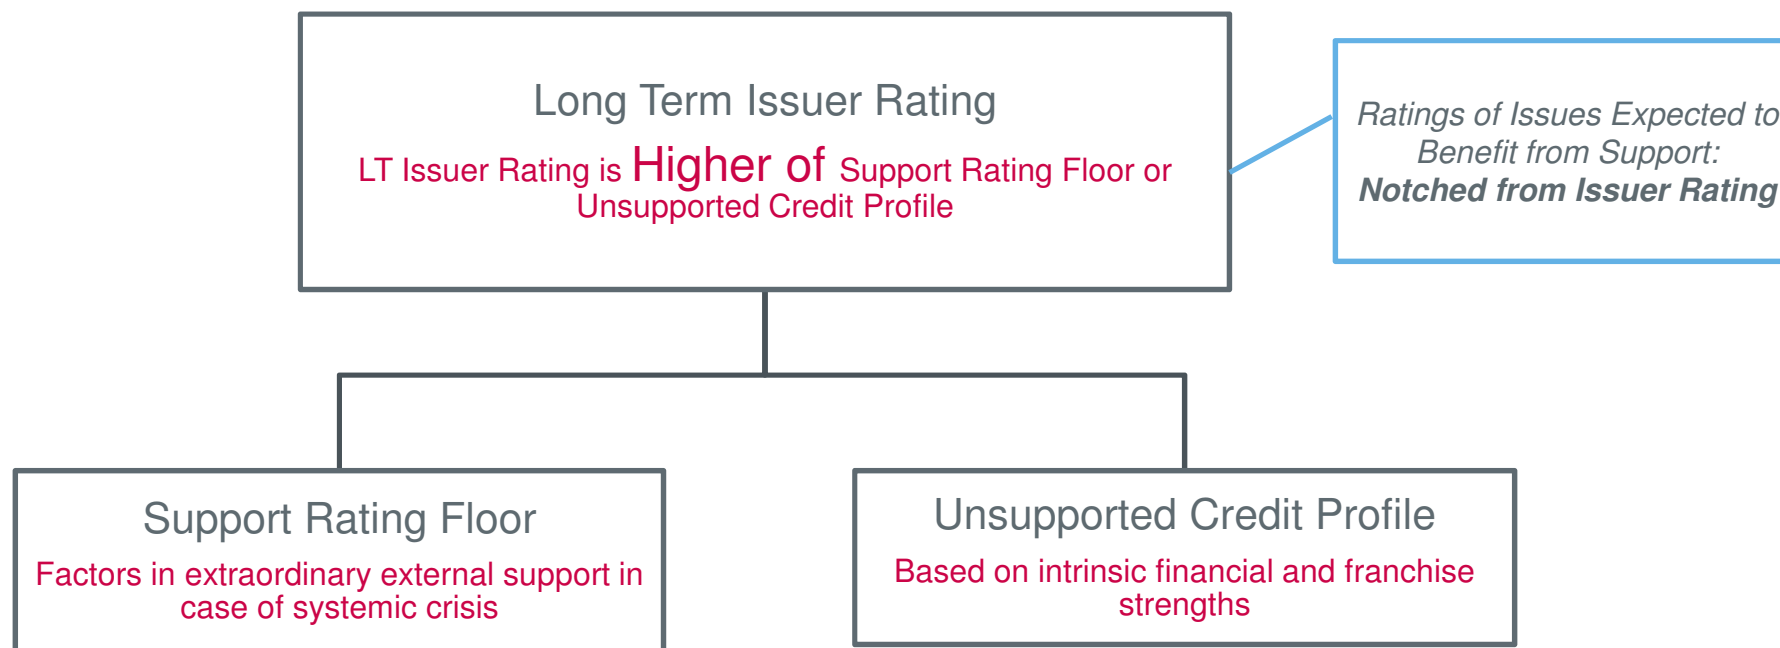 Long Term Issuer Rating
LT Issuer Rating is Higher of Support Rating Floor or
Unsupported Credit Profile
Ratings of Issues Expected to
Benefit from Support:
Notched from Issuer Rating
Support Rating Floor
Factors in extraordinary external support in
case of systemic crisis
Unsupported Credit Profile
Based on intrinsic financial and franchise
strengths